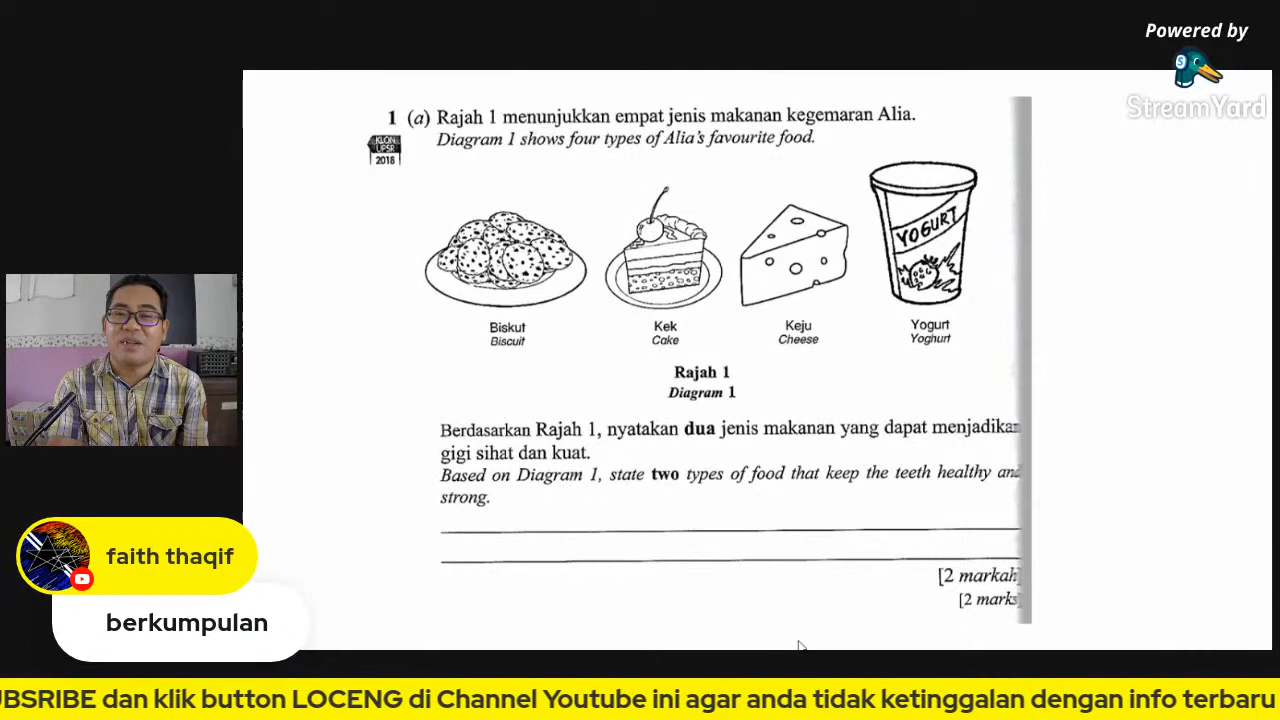 Powered by
StreamYard
1 (a) Rajah 1 menunjukkan empat jenis makanan kegemaran Alia.
Diagram 1 shows four types of Alia's favourite food.
KLON
UPSR
2018
YOGURT
Biskut
Biscuit
Kek
Cake
Keju
Cheese
Yogurt
Yoghurt
Rajah 1
Diagram 1
Berdasarkan Rajah 1, nyatakan dua jenis makanan yang dapat menjadikan
gigi sihat dan kuat.
Based on Diagram 1, state two types of food that keep the teeth healthy and
strong.
[2 markah]
[2 marks]
faith thaqif
berkumpulan
UBSRIBE dan klik button LOCENG di Channel Youtube ini agar anda tidak ketinggalan dengan info terbaru